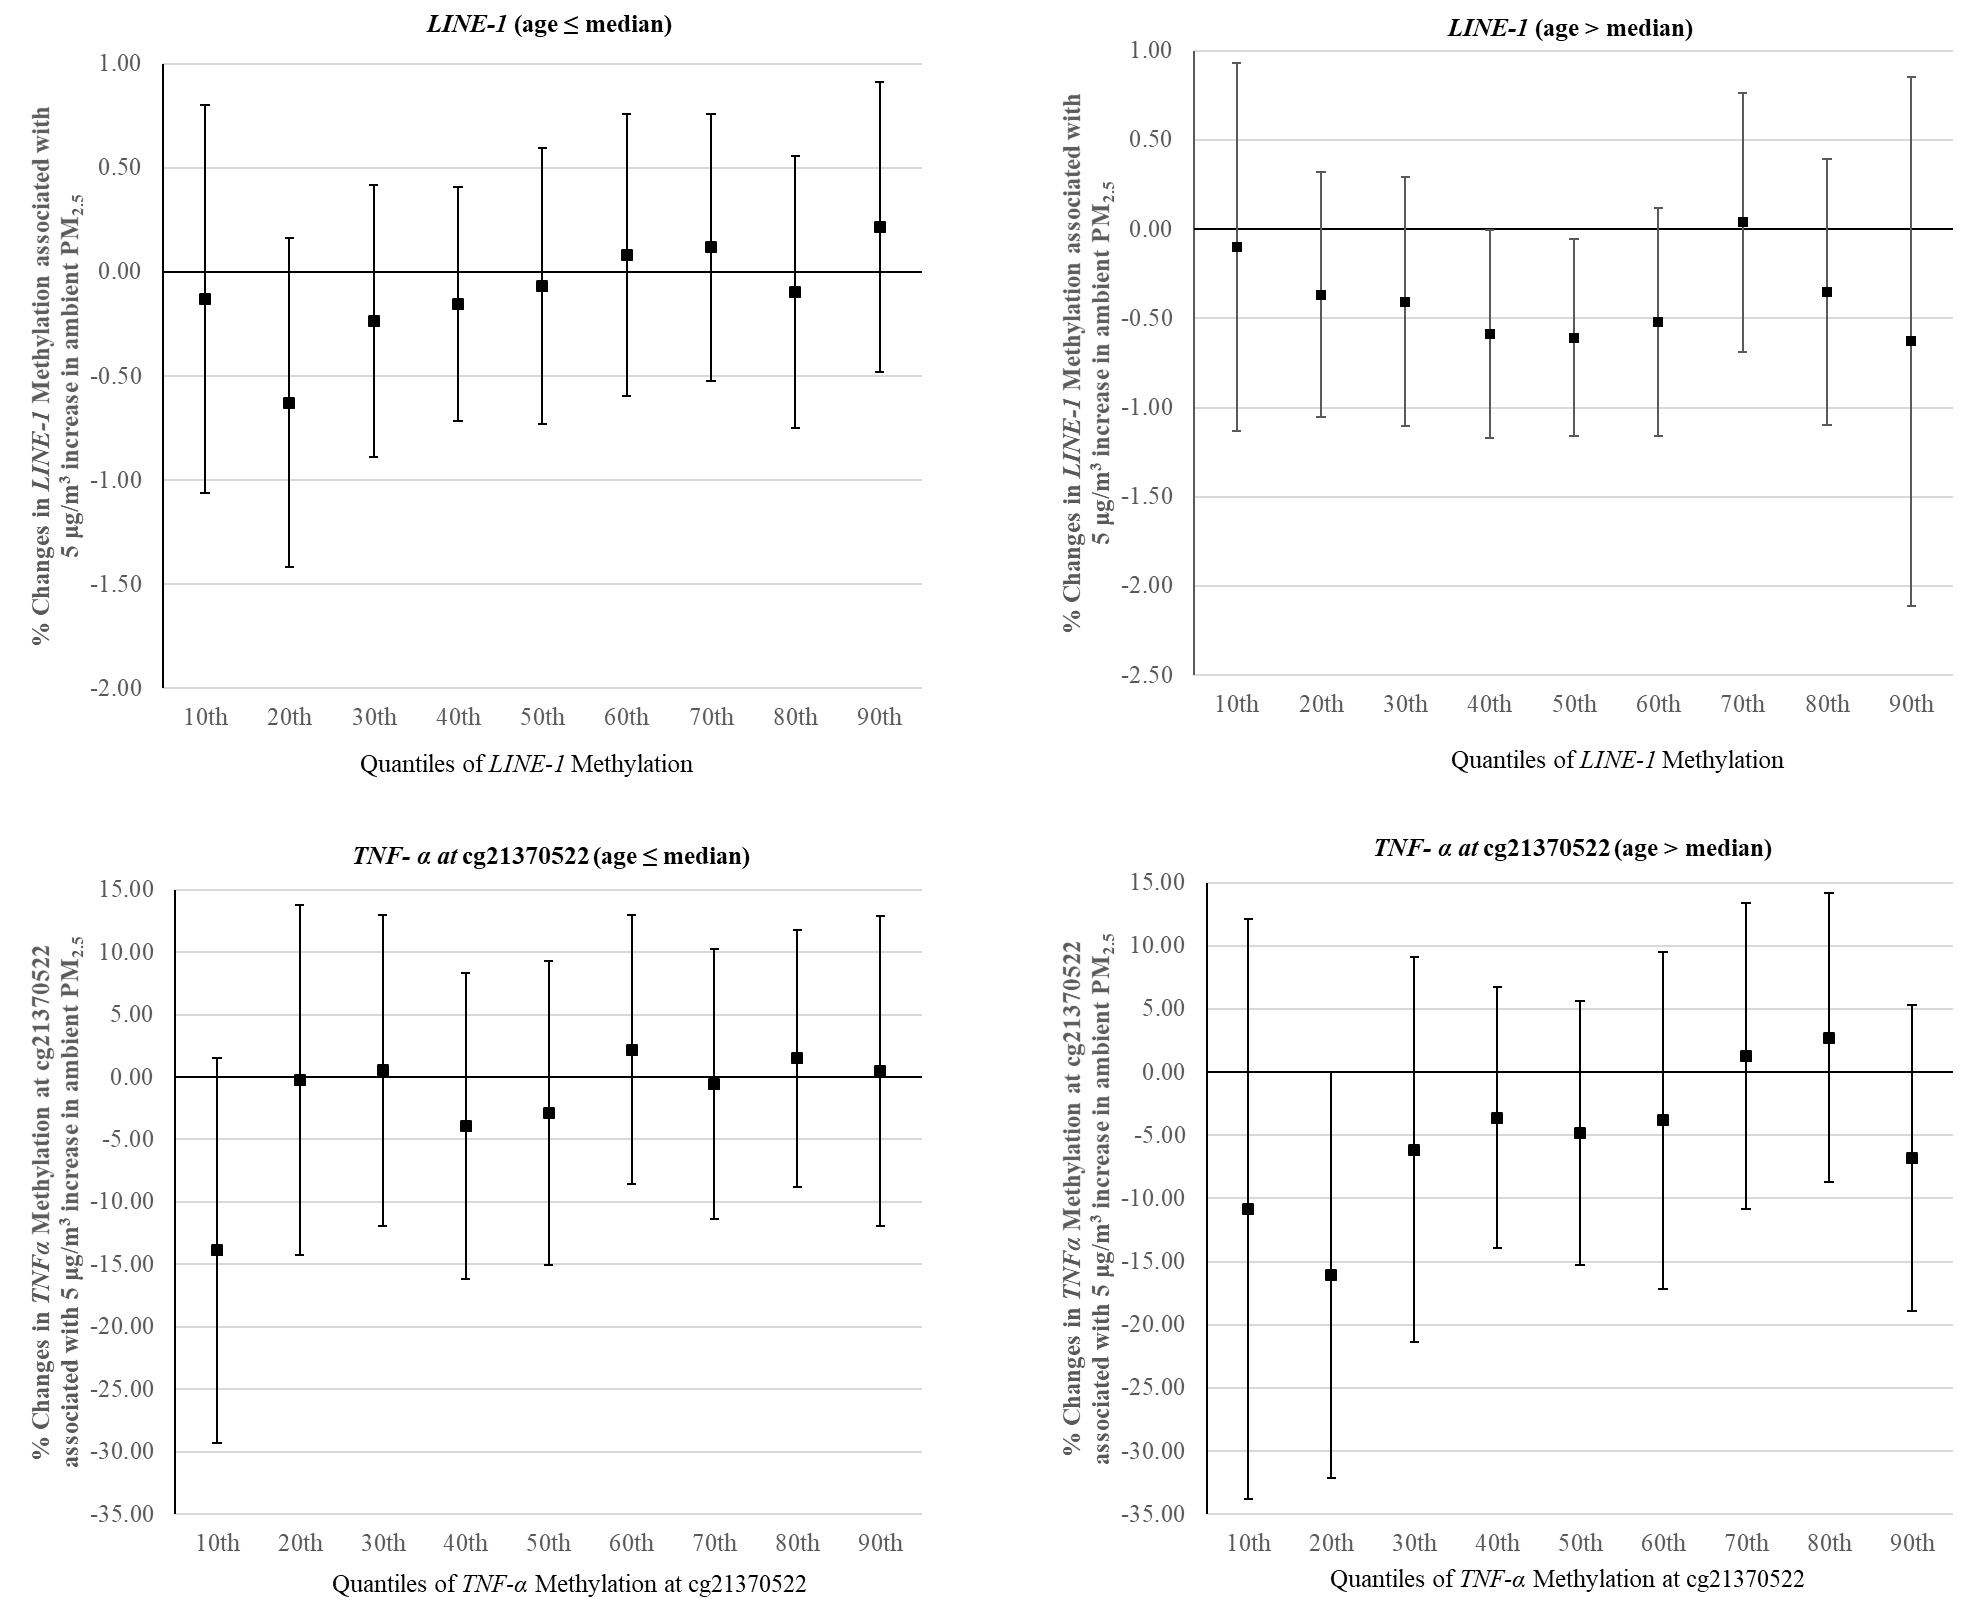 LINE-1 (age ≤ median)
% Changes in LINE-1 Methylation associated with
5 µg/m³ increase in ambient PM2.5
1.00
0.50
0.00
-0.50
-1.00
-1.50
-2.00
10th 20th 30th 40th 50th 60th 70th 80th 90th
Quantiles of LINE-1 Methylation
LINE-1 (age > median)
% Changes in LINE-1 Methylation associated with
5 µg/m³ increase in ambient PM2.5
1.00
0.50
0.00
-0.50
-1.00
-1.50
-2.00
-2.50
10th 20th 30th 40th 50th 60th 70th 80th 90th
Quantiles of LINE-1 Methylation
TNF- α at cg21370522 (age ≤ median)
% Changes in TNFα Methylation at cg21370522
associated with 5 µg/m³ increase in ambient PM2.5
15.00
10.00
5.00
0.00
-5.00
-10.00
-15.00
-20.00
-25.00
-30.00
-35.00
10th 20th 30th 40th 50th 60th 70th 80th 90th
Quantiles of TNF-α Methylation at cg21370522
TNF- α at cg21370522 (age > median)
% Changes in TNFα Methylation at cg21370522
associated with 5 µg/m³ increase in ambient PM2.5
15.00
10.00
5.00
0.00
-5.00
-10.00
-15.00
-20.00
-25.00
-30.00
-35.00
10th 20th 30th 40th 50th 60th 70th 80th 90th
Quantiles of TNF-α Methylation at cg21370522